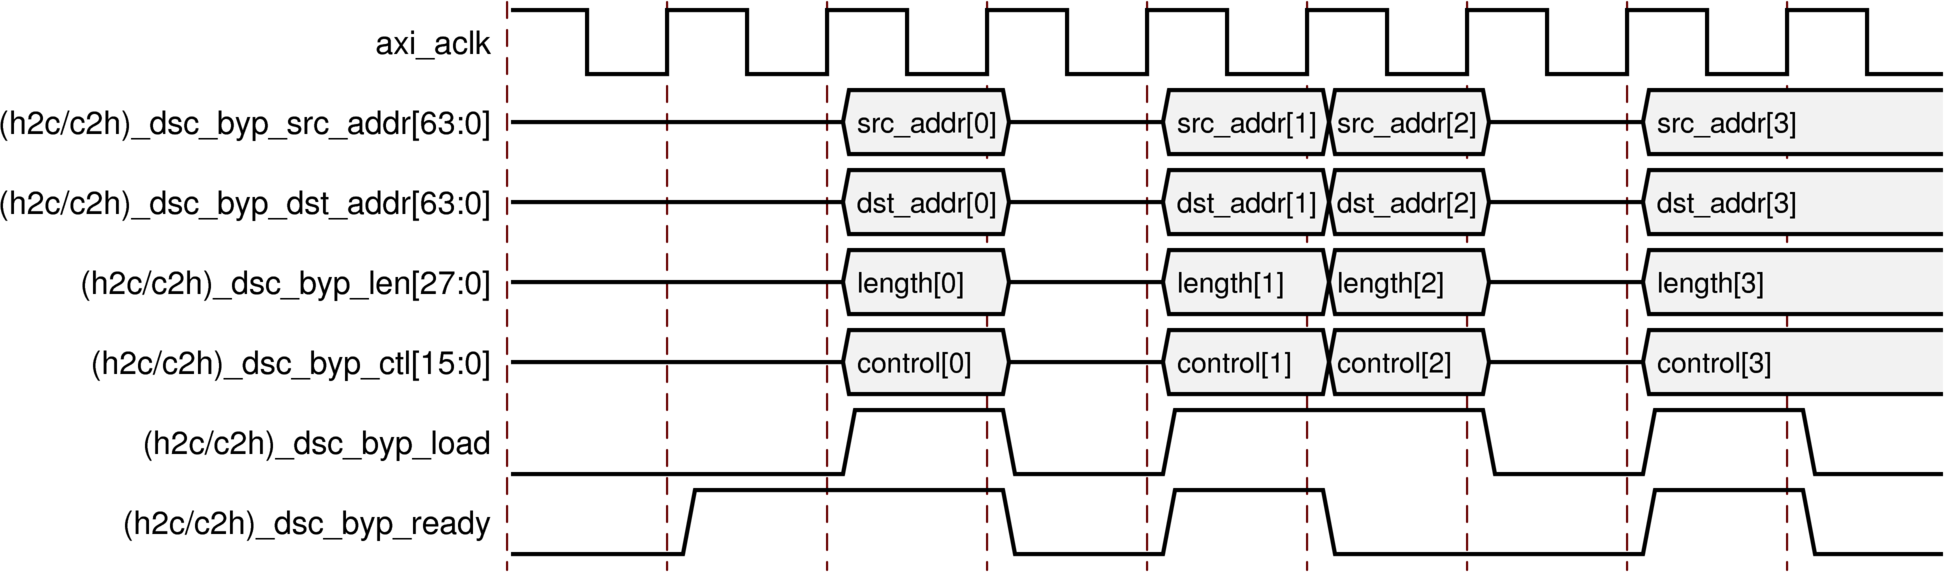 axi_aclk
(h2c/c2h)_dsc_byp_src_addr[63:0] src_addr[0] src_addr[1] src_addr[2] src_addr[3]
(h2c/c2h)_dsc_byp_dst_addr[63:0] dst_addr[0] dst_addr[1] dst_addr[2] dst_addr[3]
(h2c/c2h)_dsc_byp_len[27:0] length[0] length[1] length[2] length[3]
(h2c/c2h)_dsc_byp_ctl[15:0] control[0] control[1] control[2] control[3]
(h2c/c2h)_dsc_byp_load
(h2c/c2h)_dsc_byp_ready